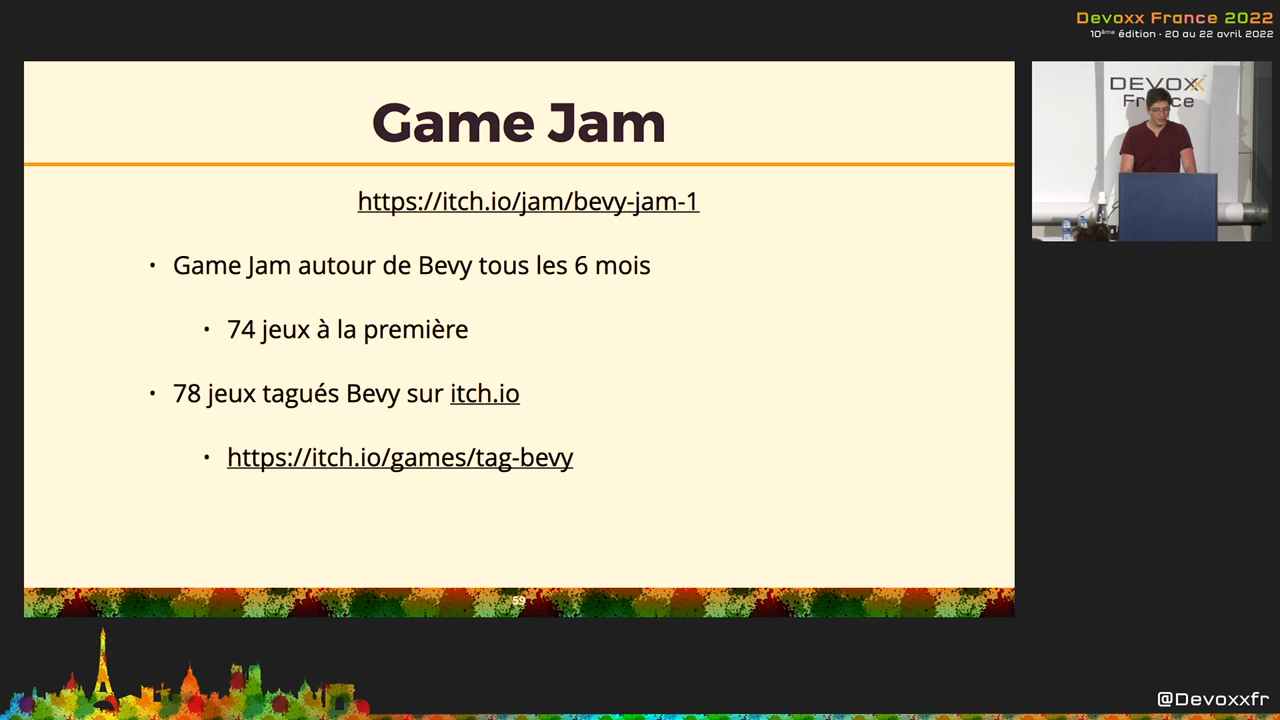 Devoxx France 2022
10ème édition - 20 au 22 avril 2022
DEVOXX
France
Game Jam
https://itch.io/jam/bevy-jam-1
• Game Jam autour de Bevy tous les 6 mois
• 74 jeux à la première
• 78 jeux tagués Bevy sur itch.io
• https://itch.io/games/tag-bevy
59
@Devoxxfr